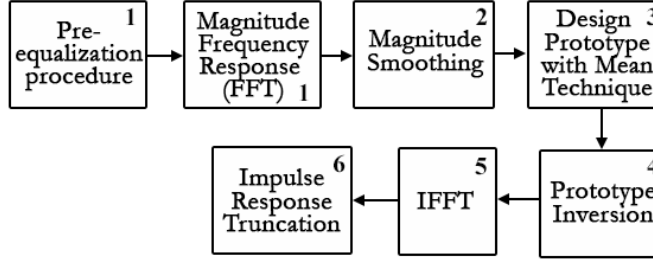 1
Pre-
equalization
procedure
Magnitude
Frequency
Response
(FFT) 1
2
Magnitude
Smoothing
Design 3
Prototype
with Mean
Technique
4
Prototype
Inversion
5
IFFT
6
Impulse
Response
Truncation